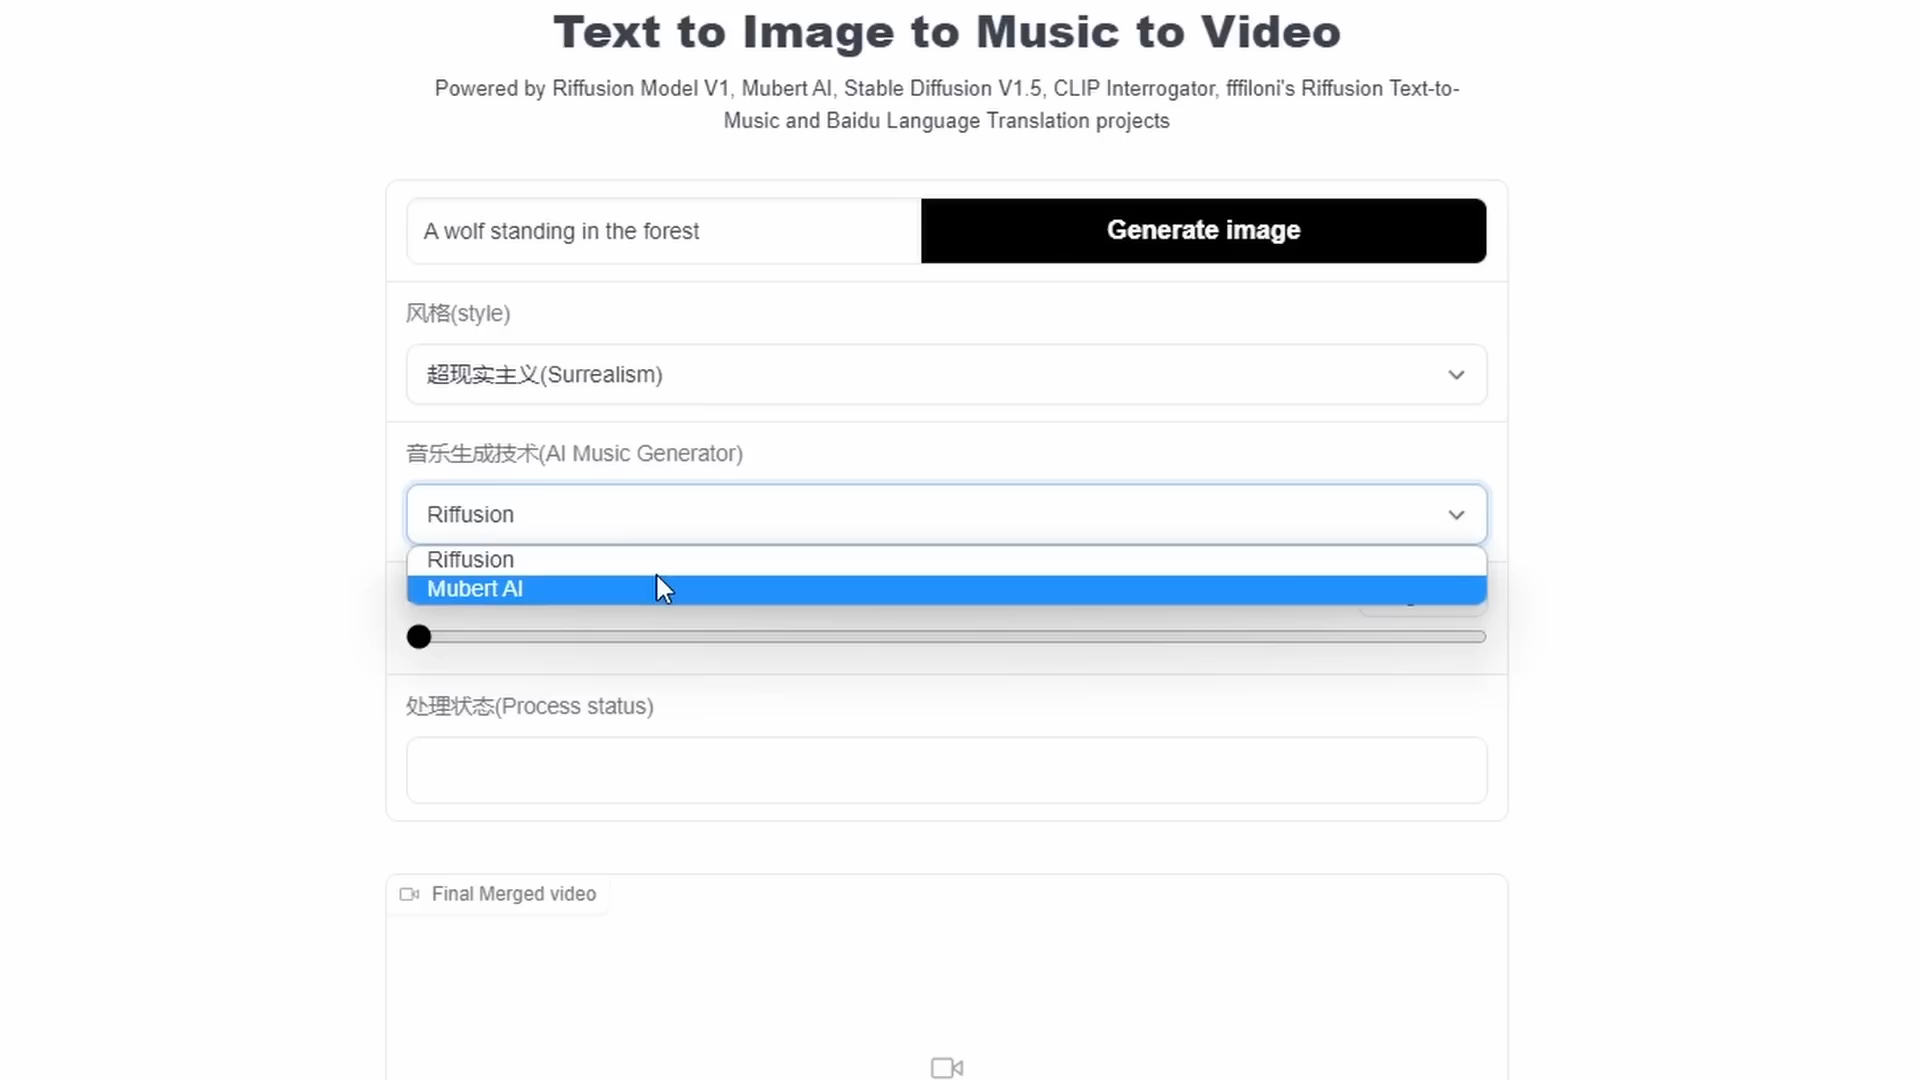 Text to Image to Music to Video
Powered by Riffusion Model V1, Mubert AI, Stable Diffusion V1.5, CLIP Interrogator, fffiloni's Riffusion Text-to-
Music and Baidu Language Translation projects
A wolf standing in the forest
Generate image
风格(style)
超现实主义(Surrealism)
音乐生成技术(AI Music Generator)
Riffusion
Riffusion
Mubert AI
处理状态(Process status)
Final Merged video